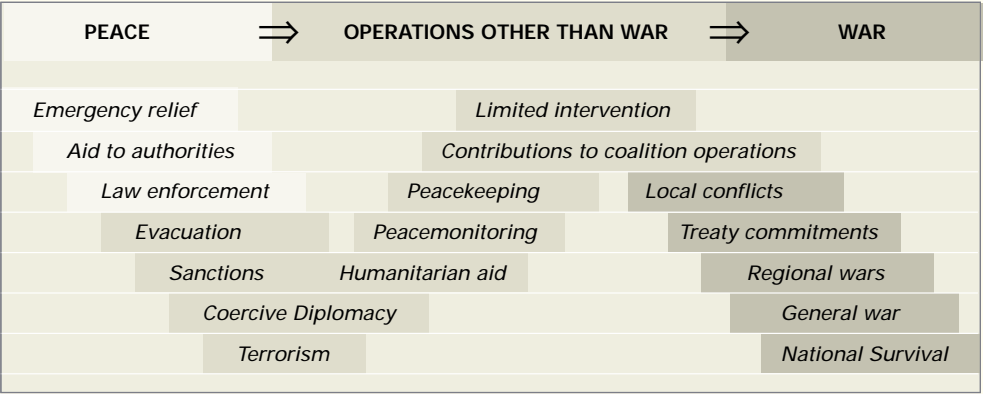 PEACE ⇒ OPERATIONS OTHER THAN WAR ⇒ WAR
Emergency relief Limited intervention
Aid to authorities Contributions to coalition operations
Law enforcement Peacekeeping Local conflicts
Evacuation Peacemonitoring Treaty commitments
Sanctions Humanitarian aid Regional wars
Coercive Diplomacy General war
Terrorism National Survival